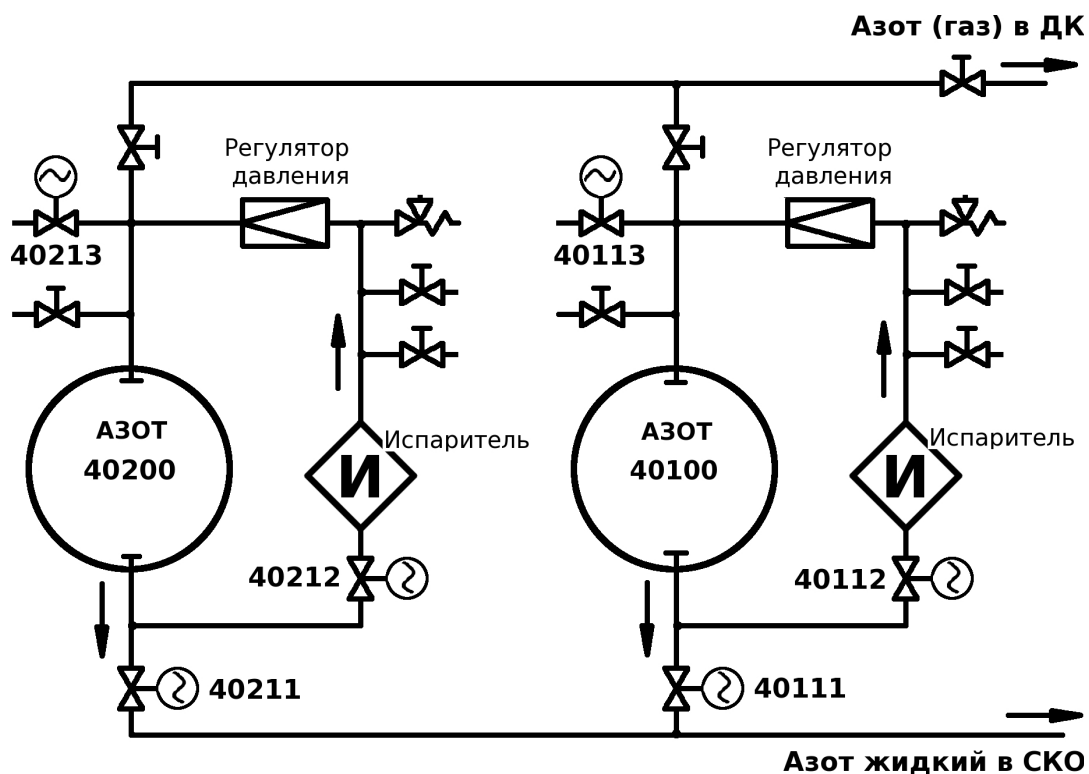 Азот (газ) в ДК
Регулятор
давления
Регулятор
давления
40213
40113
АЗОТ
40200
Испаритель
И
АЗОТ
40100
Испаритель
И
40212
40112
40211
40111
Азот жидкий в СКО